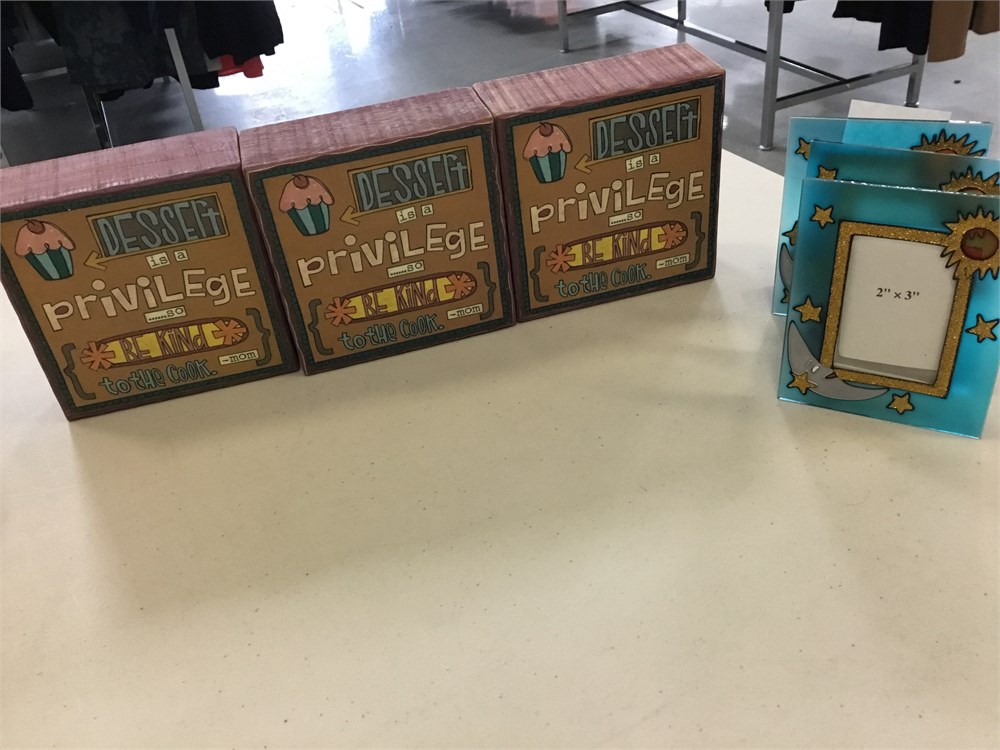 DESSERT
is a
PRIVILEGE
......so
BE KIND
to the COOK.
-mom
DESSERT
is a
PRIVILEGE
......so
BE KIND
to the COOK.
-mom
DESSERT
is a
PRIVILEGE
......so
BE KIND
to the COOK.
-mom
2" x 3"